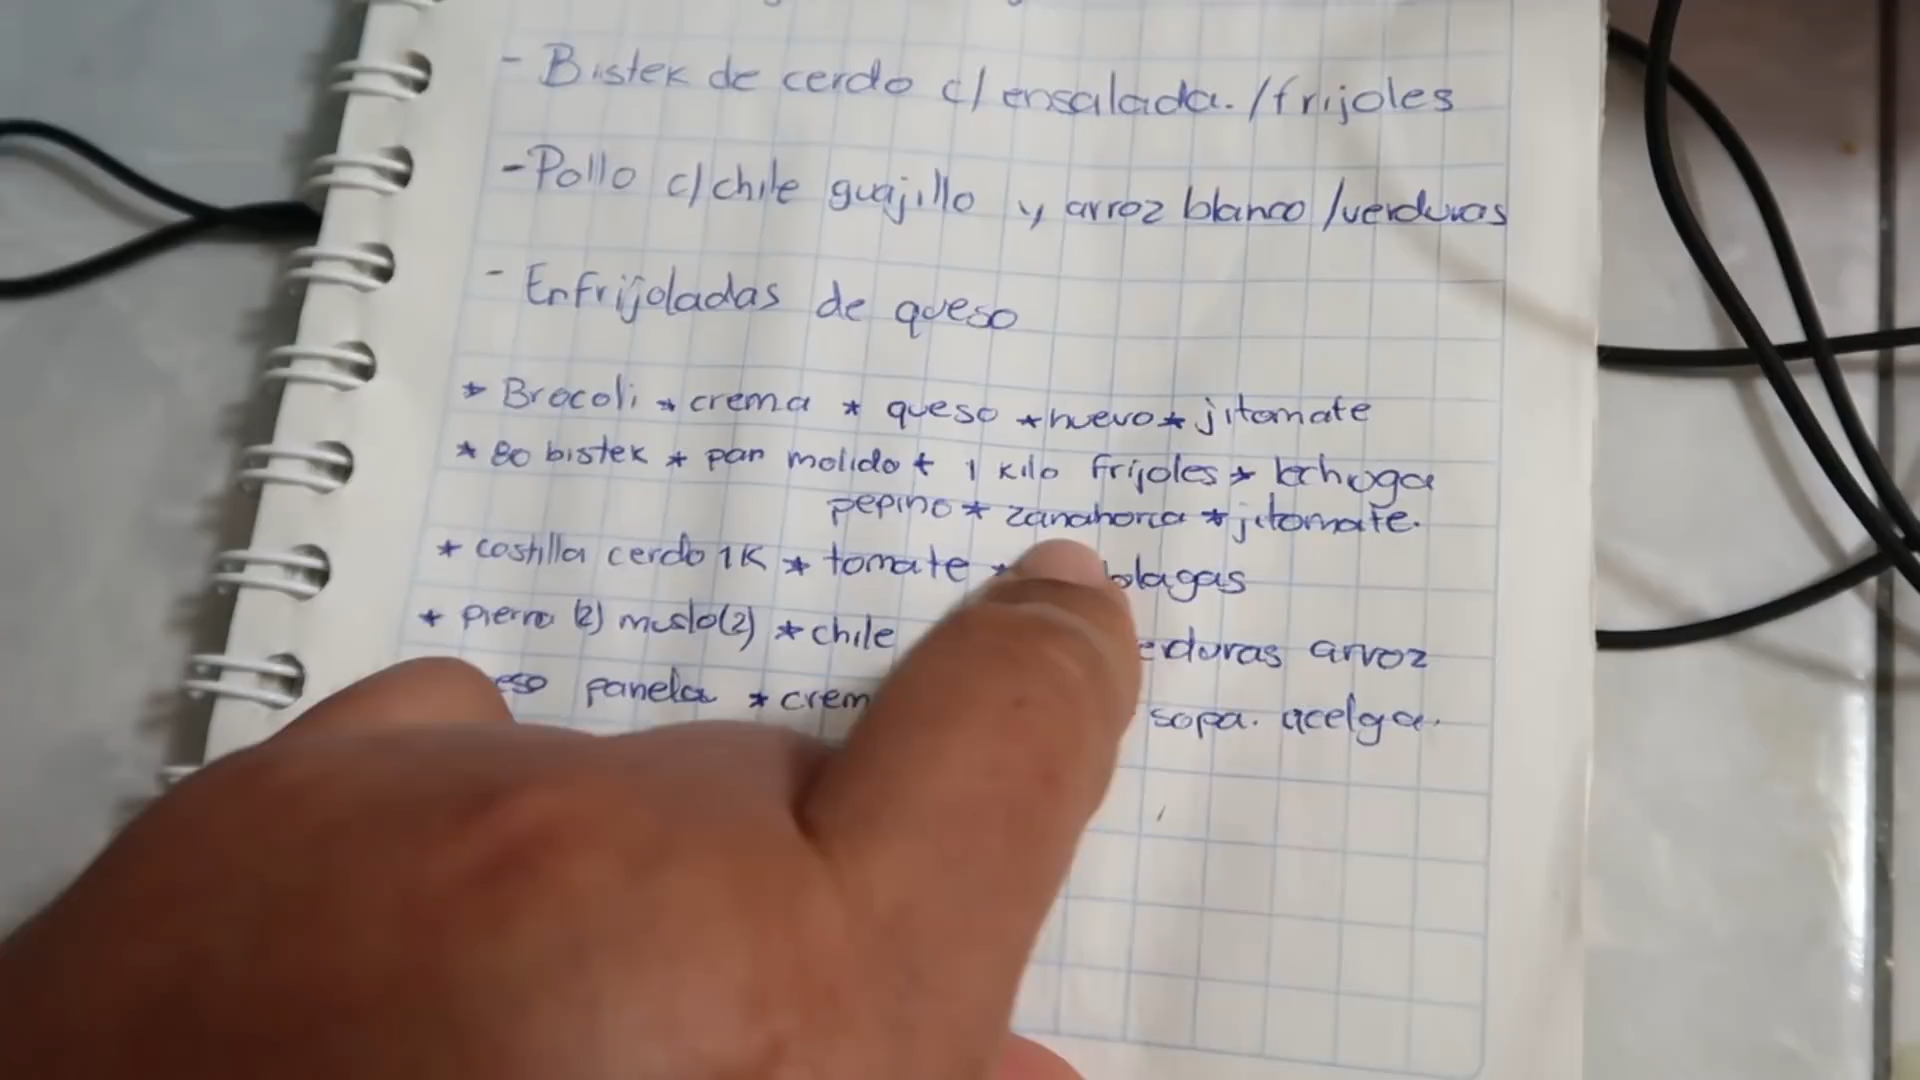 - Bistek de cerdo c/ ensalada. /frijoles
- Pollo c/chile guajillo y arroz blanco /verduras
- Enfrijoladas de queso
* Brocoli * crema * queso * huevo * jitomate
* 80 bistek * pan molido * 1 kilo frijoles * lechuga
pepino * zanahoria * jitomate.
* costilla cerdo 1K * tomate *
* pierna (2) muslo(2) * chile arroz
panela * sopa. acelga.